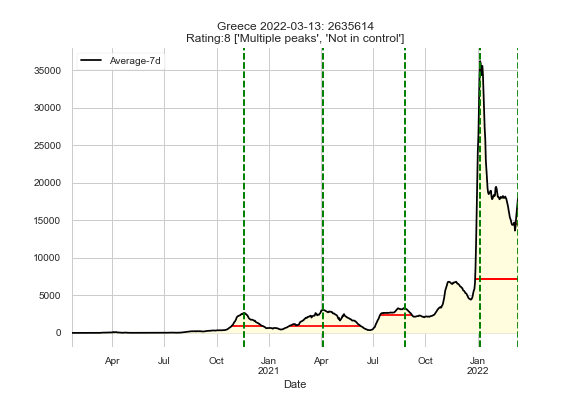 Greece 2022-03-13: 2635614
Rating:8 ['Multiple peaks', 'Not in control']
Average-7d
35000
30000
25000
20000
15000
10000
5000
0
Apr Jul Oct Jan Apr Jul Oct Jan
2021 2022
Date